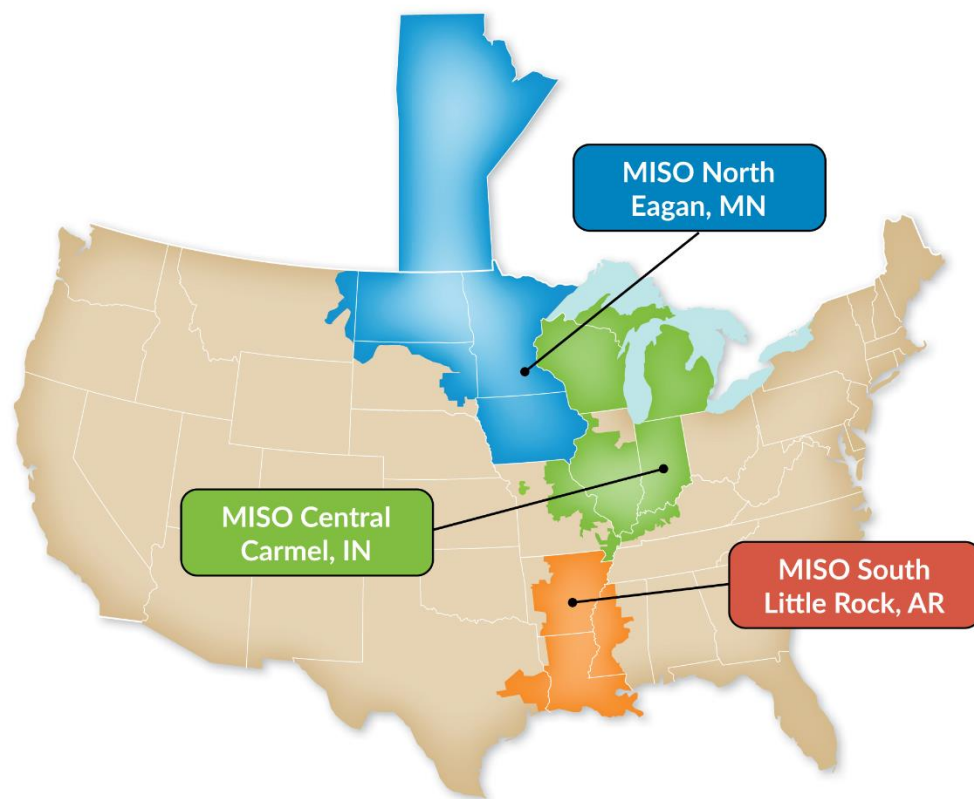 MISO North
Eagan, MN
MISO Central
Carmel, IN
MISO South
Little Rock, AR